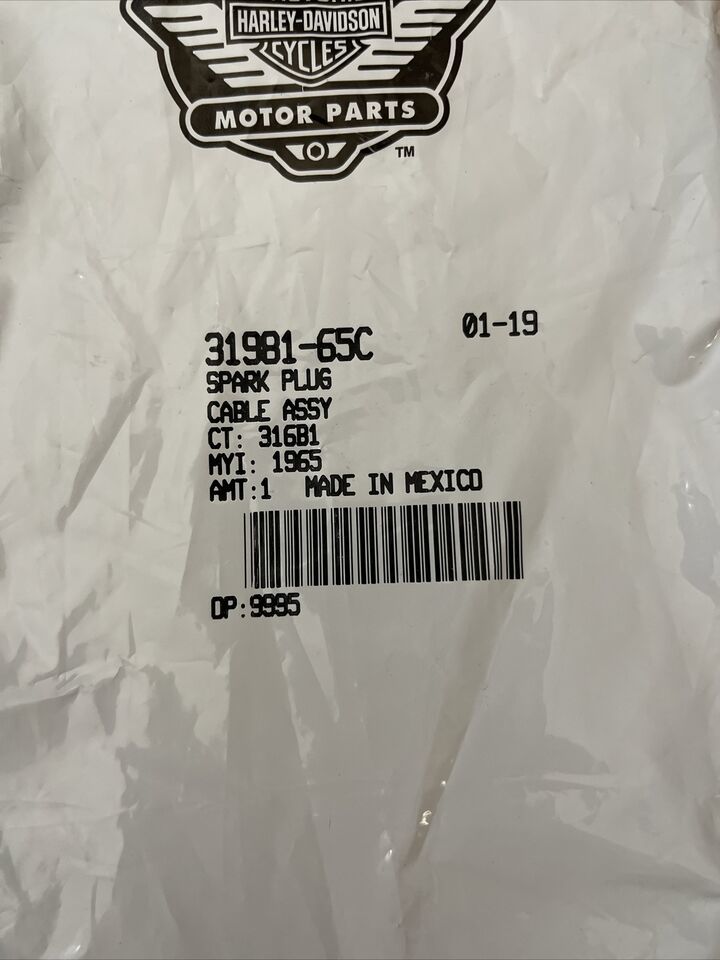 HARLEY-DAVIDSON
CYCLES
MOTOR PARTS
TM
31981-65C 01-19
SPARK PLUG
CABLE ASSY
CT: 316B1
MYI: 1965
AMT:1 MADE IN MEXICO
OP:9995